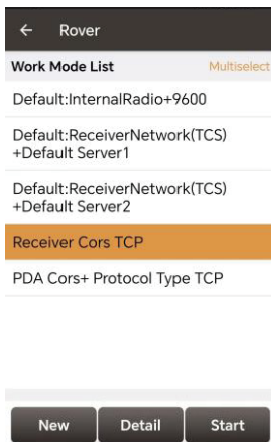 ← Rover
Work Mode List Multiselect
Default:InternalRadio+9600
Default:ReceiverNetwork(TCS)
+Default Server1
Default:ReceiverNetwork(TCS)
+Default Server2
Receiver Cors TCP
PDA Cors+ Protocol Type TCP
New Detail Start